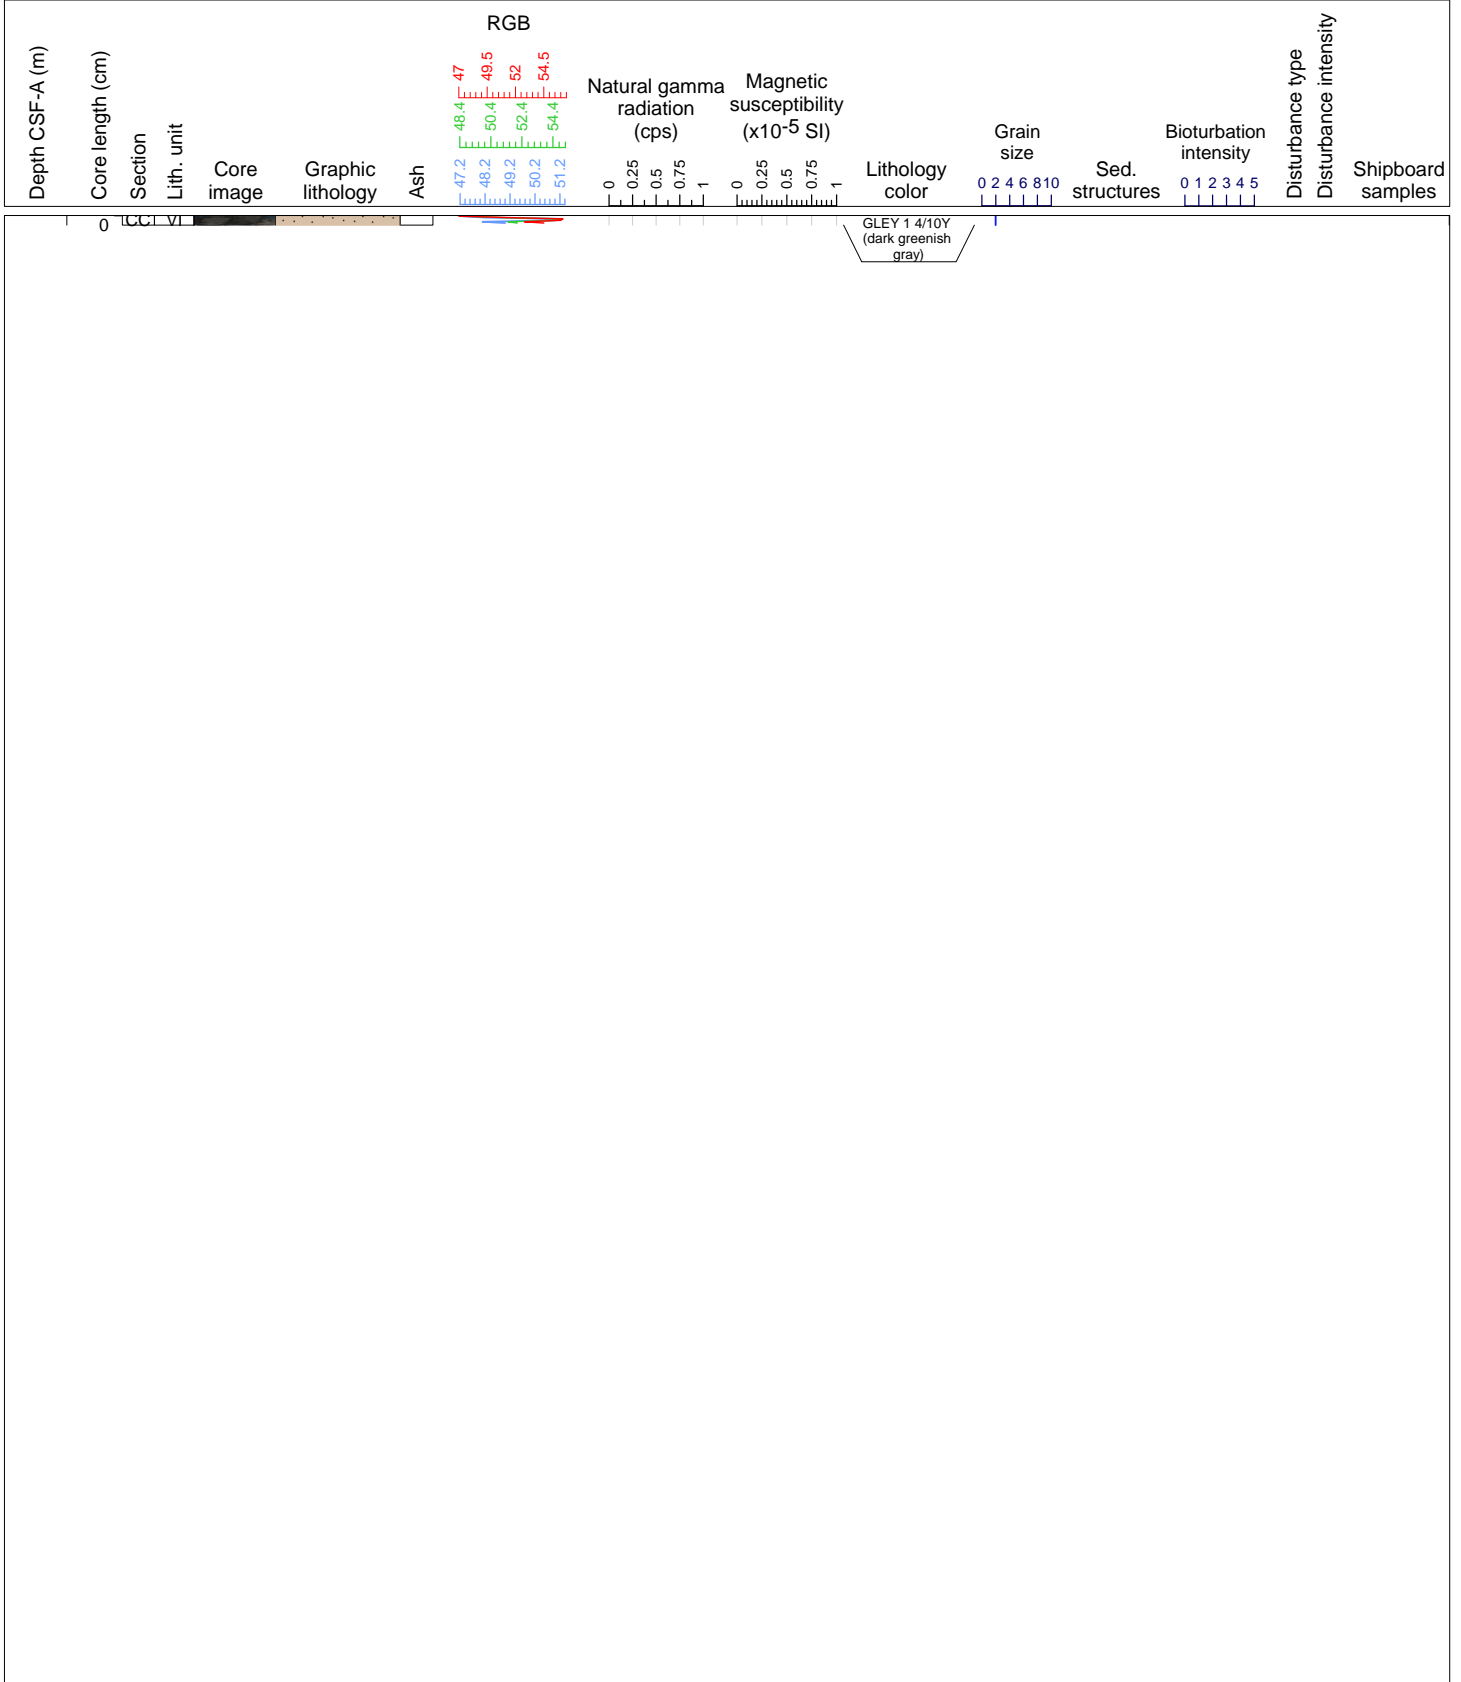 RGB
47 49.5 52 54.5
48.4 50.4 52.4 54.4
47.2 48.2 49.2 50.2 51.2
Depth CSF-A (m)
Core length (cm)
Section
Lith. unit
Core
image
Graphic
lithology
Ash
Natural gamma
radiation
(cps)
0 0.25 0.5 0.75 1
Magnetic
susceptibility
(x10-5 SI)
0 0.25 0.5 0.75 1
Lithology
color
Grain
size
0 2 4 6 8 10
Sed.
structures
Bioturbation
intensity
0 1 2 3 4 5
Disturbance type
Disturbance intensity
Shipboard
samples
0
CC
VI
GLEY 1 4/10Y
(dark greenish
gray)